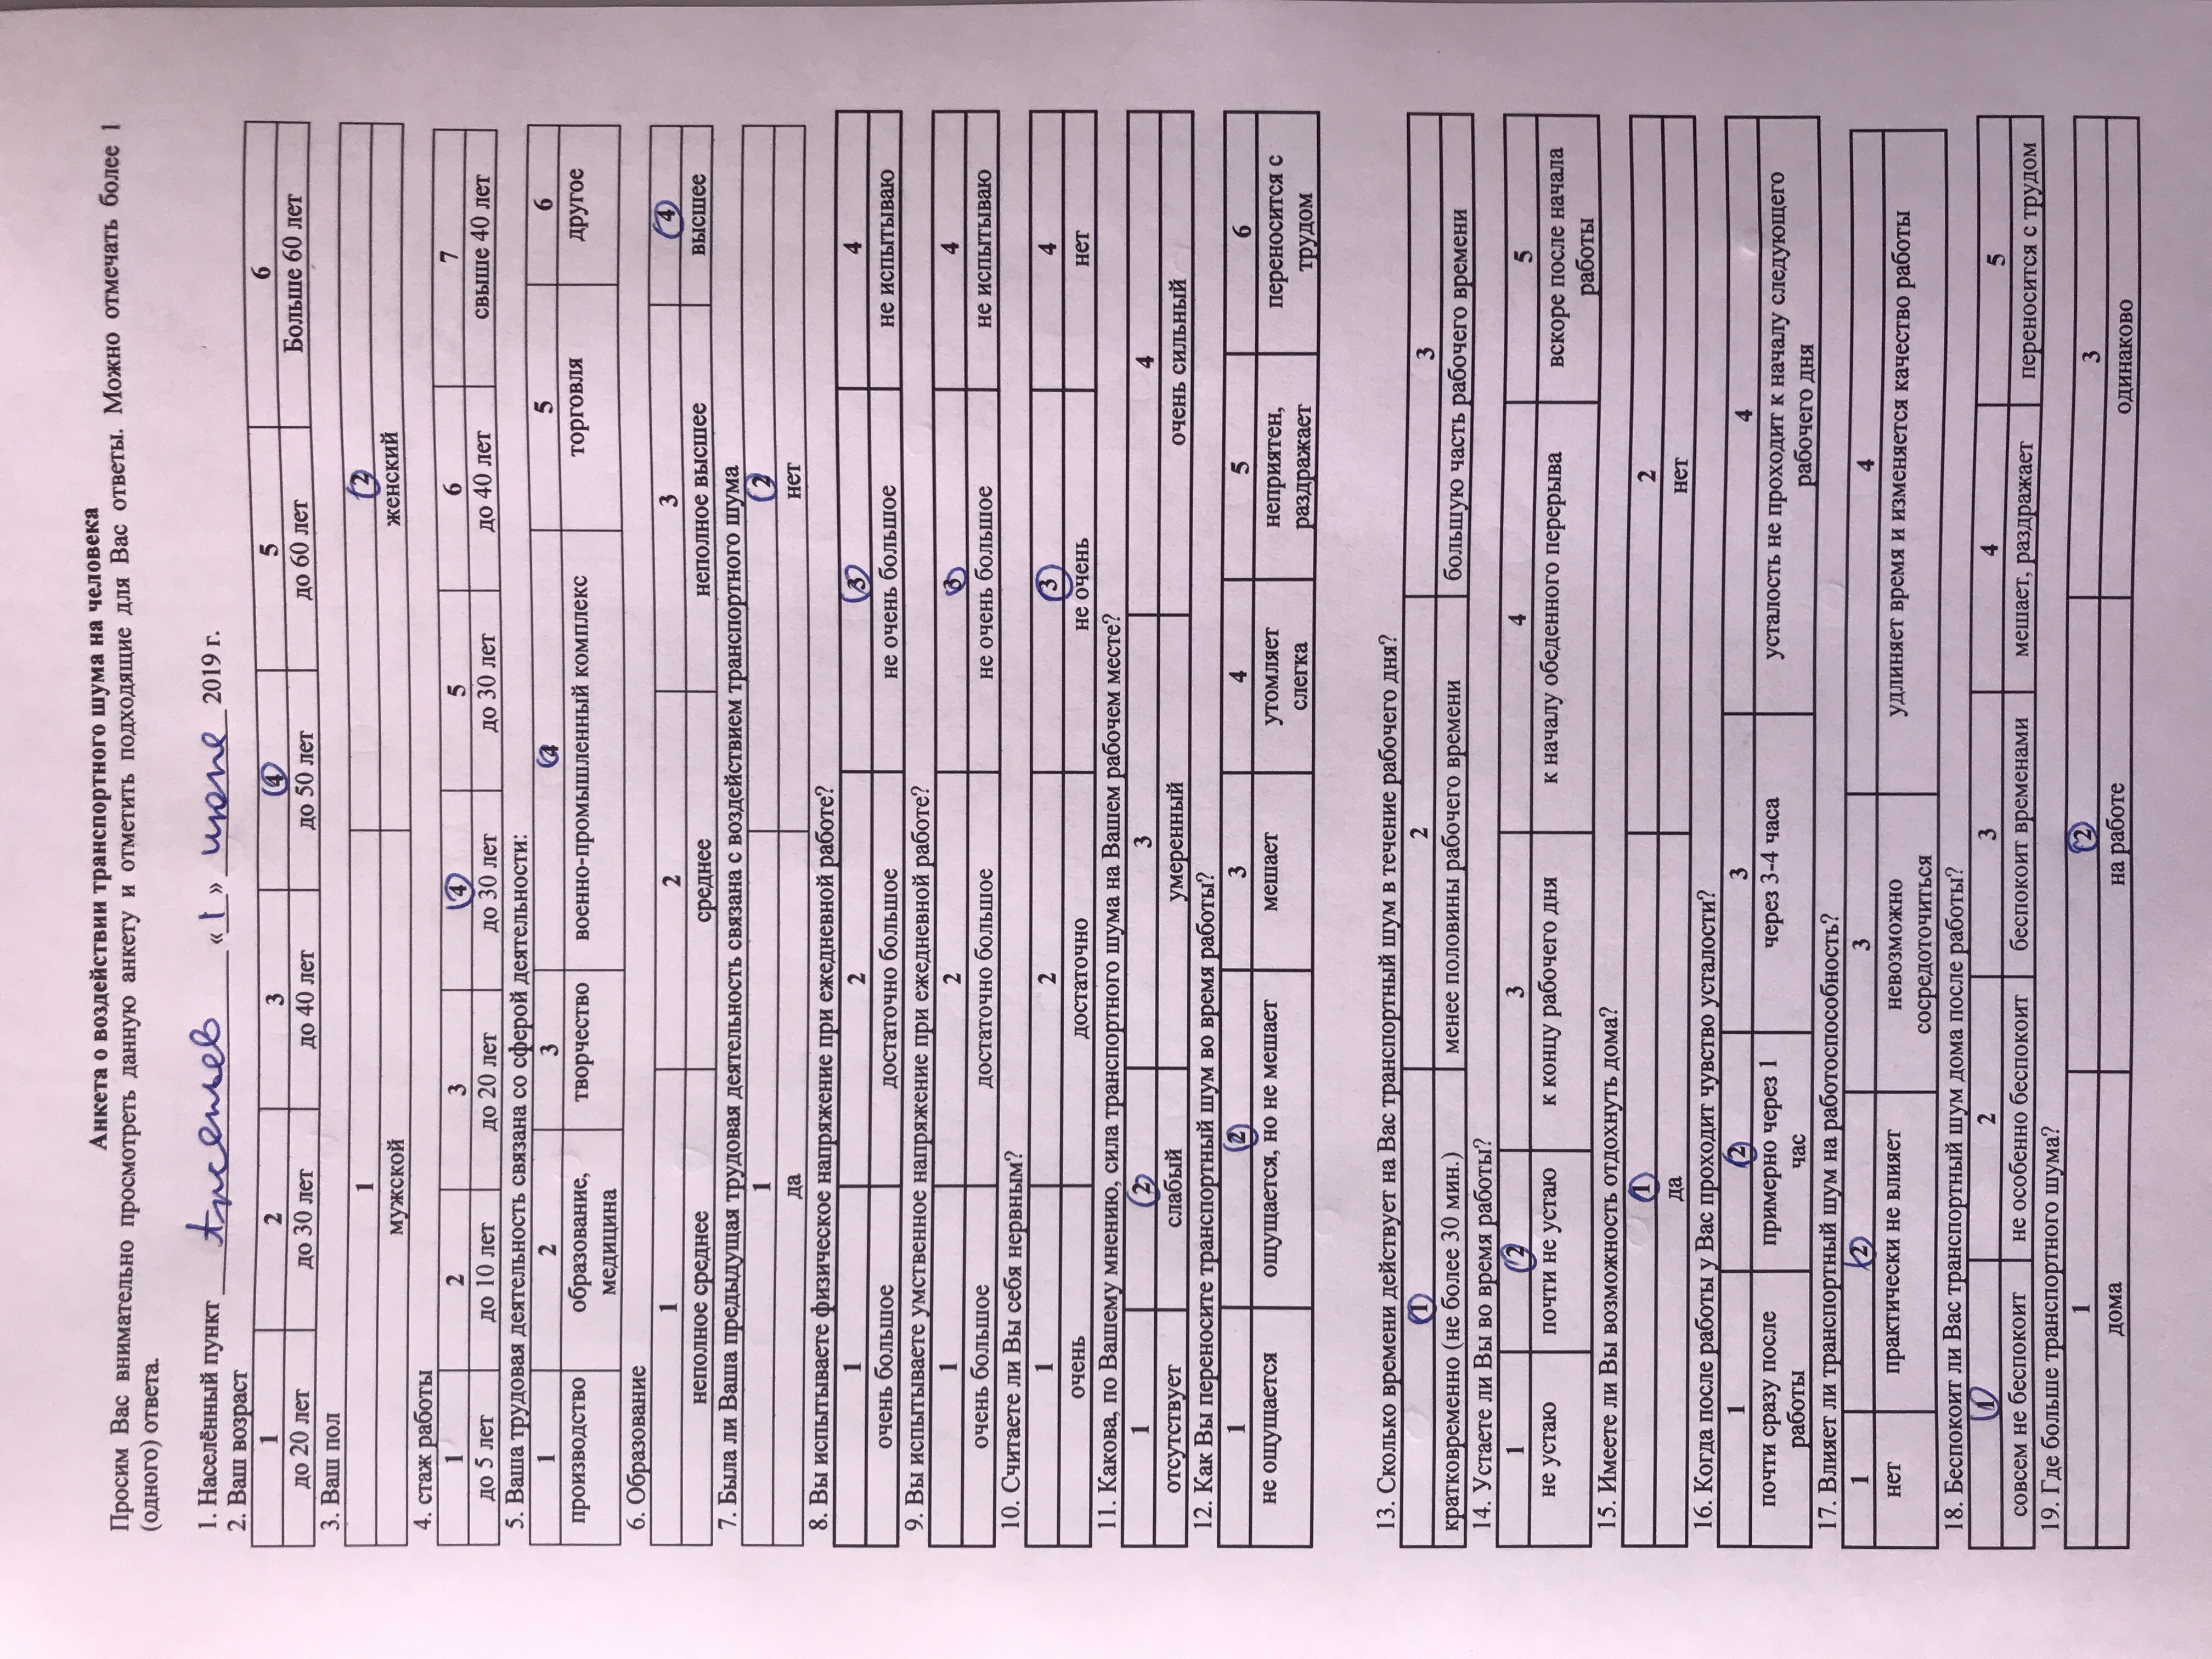 Анкета о воздействии транспортного шума на человека
Просим Вас внимательно просмотреть данную анкету и отметить подходящие для Вас ответы. Можно отмечать более 1
(одного) ответа.
1. Населённый пункт Арсеньев «1» июня 2019 г.
2. Ваш возраст
1 2 3 4 5 6
до 20 лет до 30 лет до 40 лет до 50 лет до 60 лет Больше 60 лет
3. Ваш пол
1 2
мужской женский
4. стаж работы
1 2 3 4 5 6 7
до 5 лет до 10 лет до 20 лет до 30 лет до 30 лет до 40 лет свыше 40 лет
5. Ваша трудовая деятельность связана со сферой деятельности:
1 2 3 4 5 6
производство образование, творчество военно-промышленный комплекс торговля другое
медицина
6. Образование
1 2 3 4
неполное среднее среднее неполное высшее высшее
7. Была ли Ваша предыдущая трудовая деятельность связана с воздействием транспортного шума
1 2
да нет
8. Вы испытываете физическое напряжение при ежедневной работе?
1 2 3 4
очень большое достаточно большое не очень большое не испытываю
9. Вы испытываете умственное напряжение при ежедневной работе?
1 2 3 4
очень большое достаточно большое не очень большое не испытываю
10. Считаете ли Вы себя нервным?
1 2 3 4
очень достаточно не очень нет
11. Какова, по Вашему мнению, сила транспортного шума на Вашем рабочем месте?
1 2 3 4
отсутствует слабый умеренный очень сильный
12. Как Вы переносите транспортный шум во время работы?
1 2 3 4 5 6
не ощущается ощущается, но не мешает мешает утомляет неприятен, переносится с
слегка раздражает трудом
13. Сколько времени действует на Вас транспортный шум в течение рабочего дня?
1 2 3
кратковременно (не более 30 мин.) менее половины рабочего времени большую часть рабочего времени
14. Устаете ли Вы во время работы?
1 2 3 4 5
не устаю почти не устаю к концу рабочего дня к началу обеденного перерыва вскоре после начала
работы
15. Имеете ли Вы возможность отдохнуть дома?
1 2
да нет
16. Когда после работы у Вас проходит чувство усталости?
1 2 3 4
почти сразу после примерно через 1 через 3-4 часа усталость не проходит к началу следующего
работы час рабочего дня
17. Влияет ли транспортный шум на работоспособность?
1 2 3 4
нет практически не влияет невозможно удлиняет время и изменяется качество работы
сосредоточиться
18. Беспокоит ли Вас транспортный шум дома после работы?
1 2 3 4 5
совсем не беспокоит не особенно беспокоит беспокоит временами мешает, раздражает переносится с трудом
19. Где больше транспортного шума?
1 2 3
дома на работе одинаково